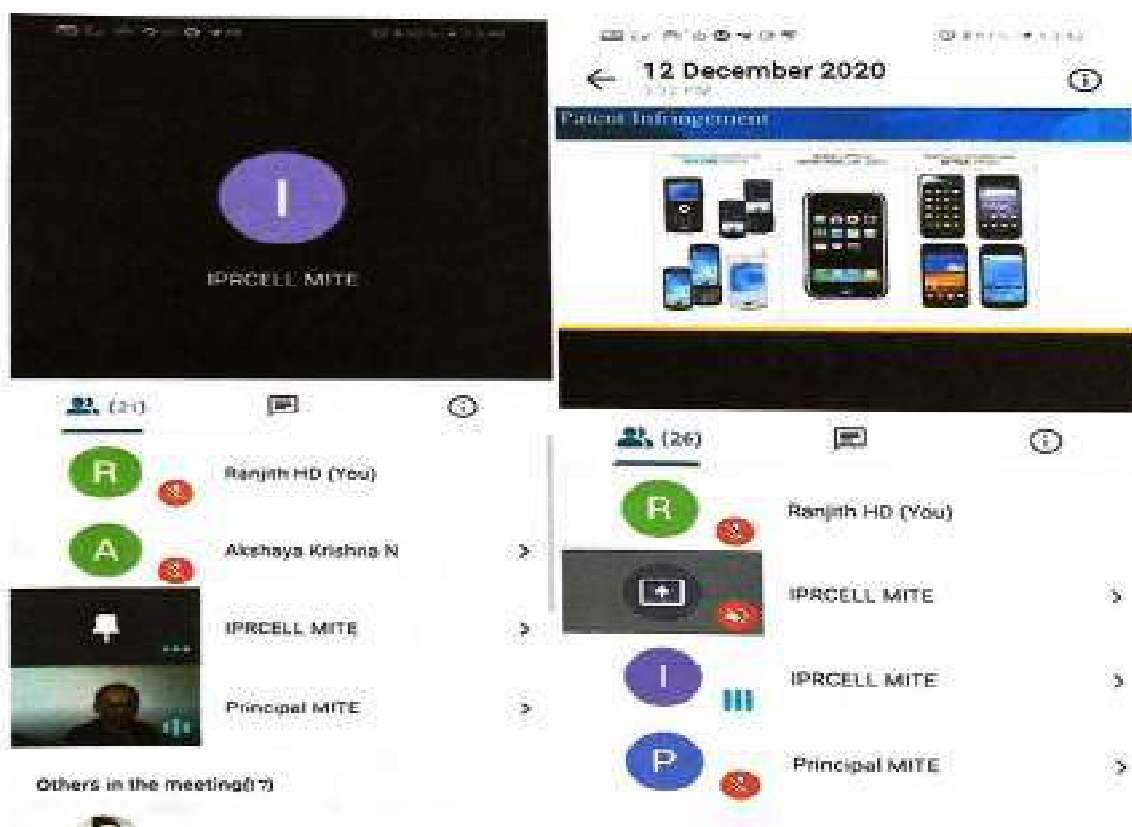 I
IPRCELL MITE
(21)
R
Ranjith HD (You)
A
Akshaya Krishna N
IPRCELL MITE
Principal MITE
Others in the meeting(17)
12 December 2020
Patent Infringement
(26)
R
Ranjith HD (You)
IPRCELL MITE
I
IPRCELL MITE
P
Principal MITE